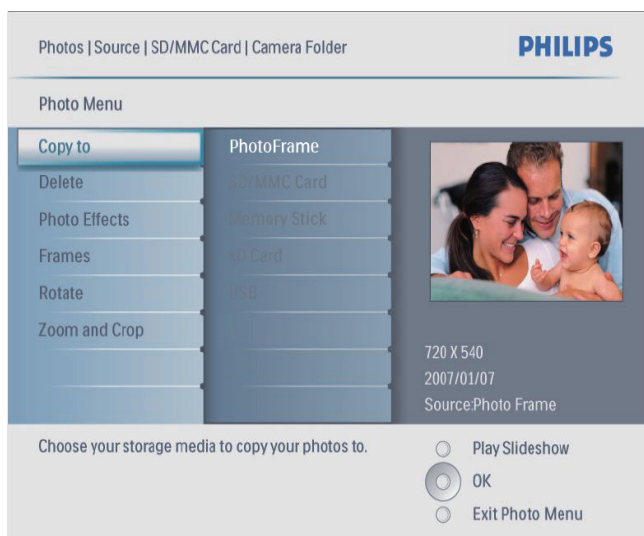 Photos | Source | SD/MMC Card | Camera Folder
PHILIPS
Photo Menu
Copy to
Delete
Photo Effects
Frames
Rotate
Zoom and Crop
PhotoFrame
SD/MMC Card
Memory Stick
xD Card
USB
720 X 540
2007/01/07
Source:Photo Frame
Choose your storage media to copy your photos to.
Play Slideshow
OK
Exit Photo Menu